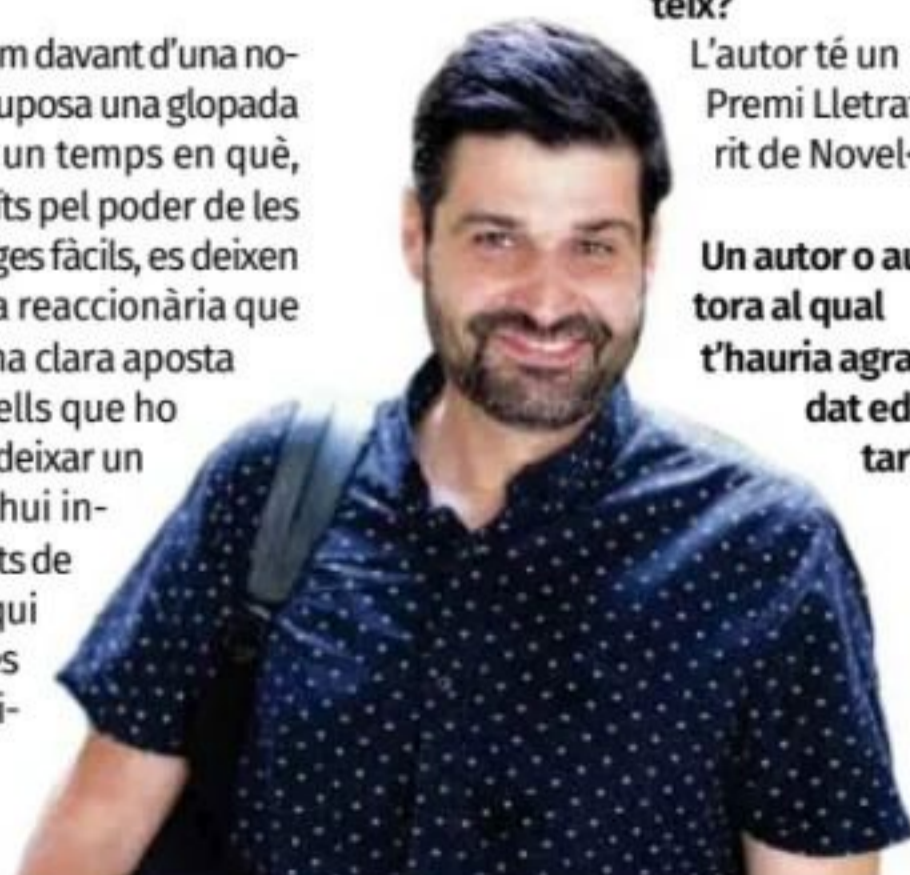 m davant d'una no-
uposa una glopada
un temps en què,
ïts pel poder de les
ges fàcils, es deixen
a reaccionària que
na clara aposta
ells que ho
deixar un
hui in-
ts de
qui
es
i-
teix?
L'autor té un
Premi Lletra
rit de Novel·
Un autor o au
tora al qual
t'hauria agra
dat ed
tar